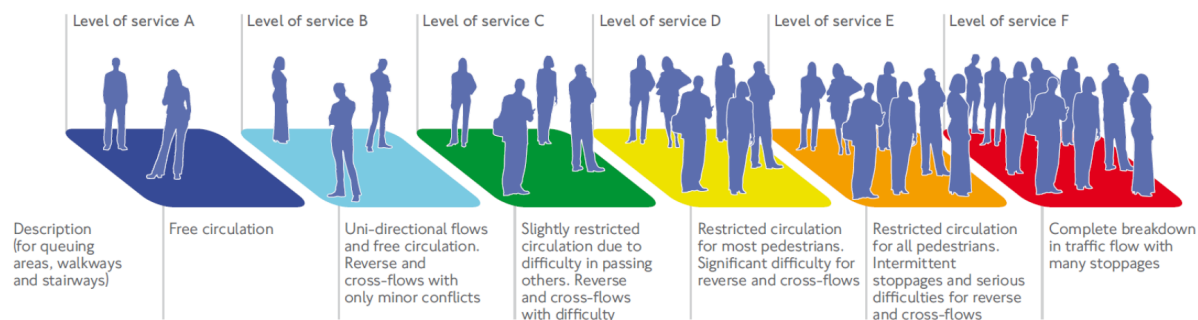 Level of service A
Level of service B
Level of service C
Level of service D
Level of service E
Level of service F
Description
(for queuing
areas, walkways
and stairways)
Free circulation
Uni-directional flows
and free circulation.
Reverse and
cross-flows with
only minor conflicts
Slightly restricted
circulation due to
difficulty in passing
others. Reverse
and cross-flows
with difficulty
Restricted circulation
for most pedestrians.
Significant difficulty for
reverse and cross-flows
Restricted circulation
for all pedestrians.
Intermittent
stoppages and serious
difficulties for reverse
and cross-flows
Complete breakdown
in traffic flow with
many stoppages